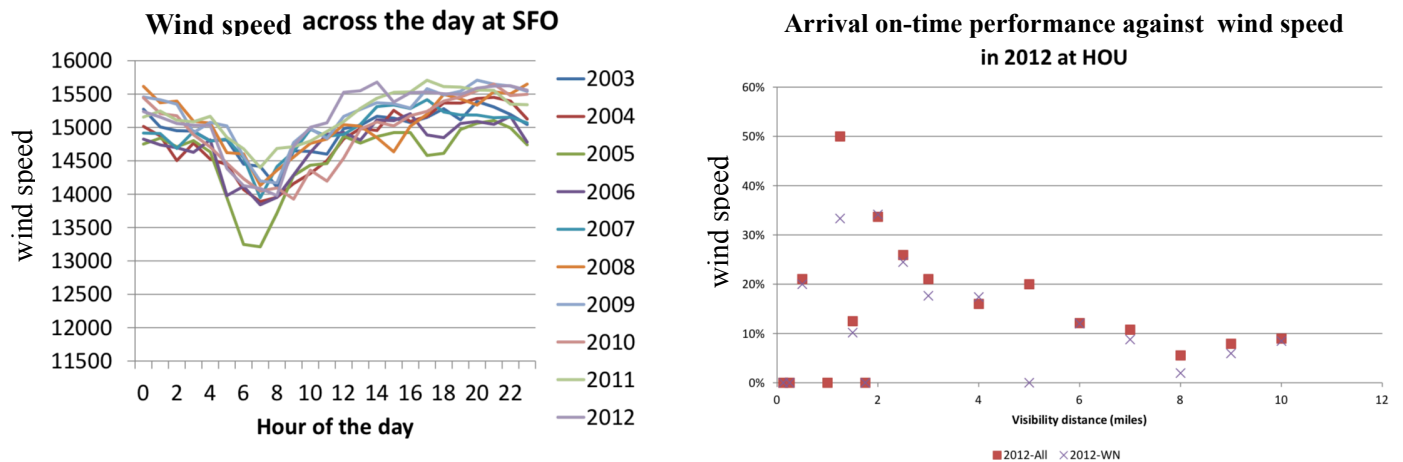 Wind speed across the day at SFO
wind speed
16000
15500
15000
14500
14000
13500
13000
12500
12000
11500
0 2 4 6 8 10 12 14 16 18 20 22
Hour of the day
2003
2004
2005
2006
2007
2008
2009
2010
2011
2012
Arrival on-time performance against wind speed
in 2012 at HOU
wind speed
60%
50%
40%
30%
20%
10%
0%
0 2 4 6 8 10 12
Visibility distance (miles)
2012-All 2012-WN